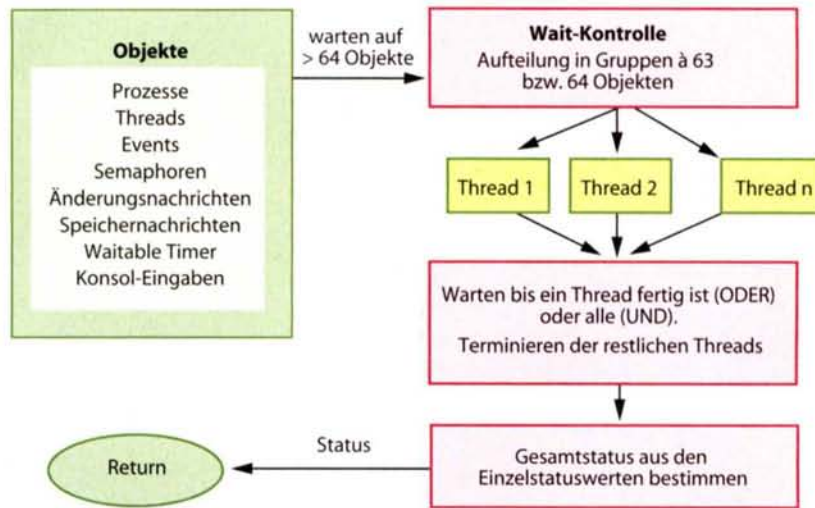 Objekte
Prozesse
Threads
Events
Semaphoren
Änderungsnachrichten
Speichernachrichten
Waitable Timer
Konsol-Eingaben
warten auf
> 64 Objekte
Wait-Kontrolle
Aufteilung in Gruppen à 63
bzw. 64 Objekten
Thread 1
Thread 2
Thread n
Warten bis ein Thread fertig ist (ODER)
oder alle (UND).
Terminieren der restlichen Threads
Gesamtstatus aus den
Einzelstatuswerten bestimmen
Status
Return